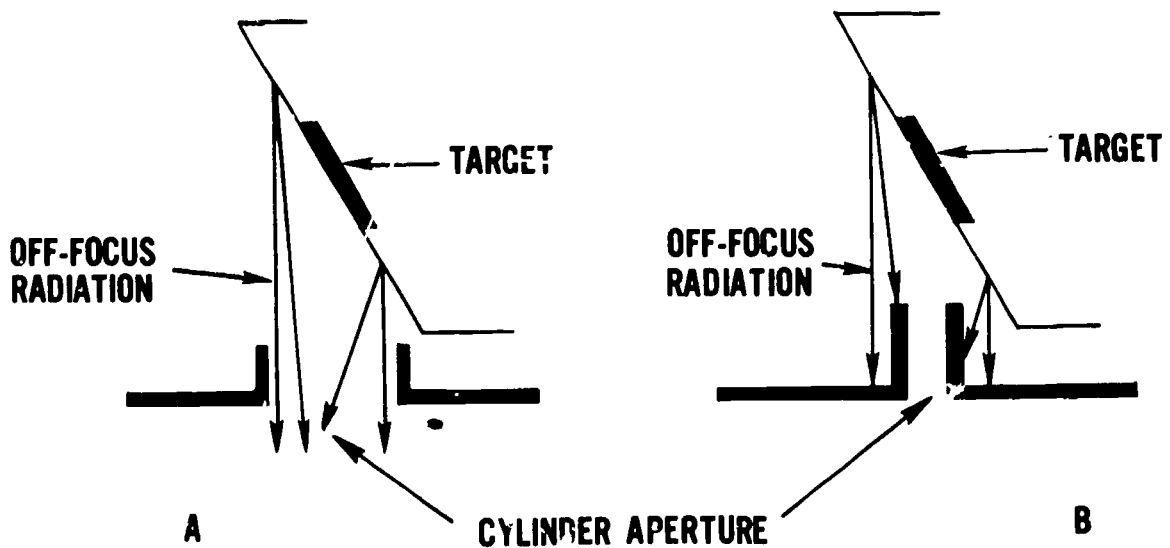 TARGET
TARGET
OFF-FOCUS
RADIATION
OFF-FOCUS
RADIATION
A
CYLINDER APERTURE
B